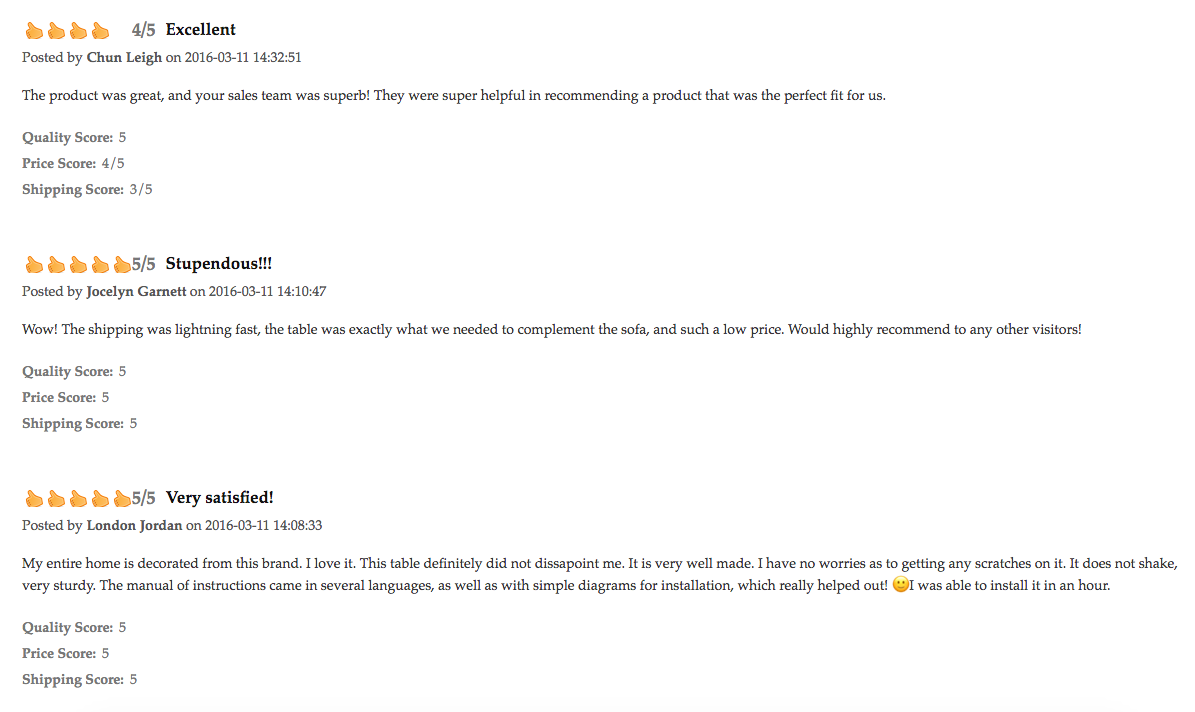 4/5 Excellent
Posted by Chun Leigh on 2016-03-11 14:32:51
The product was great, and your sales team was superb! They were super helpful in recommending a product that was the perfect fit for us.
Quality Score: 5
Price Score: 4/5
Shipping Score: 3/5
5/5 Stupendous!!!
Posted by Jocelyn Garnett on 2016-03-11 14:10:47
Wow! The shipping was lightning fast, the table was exactly what we needed to complement the sofa, and such a low price. Would highly recommend to any other visitors!
Quality Score: 5
Price Score: 5
Shipping Score: 5
5/5 Very satisfied!
Posted by London Jordan on 2016-03-11 14:08:33
My entire home is decorated from this brand. I love it. This table definitely did not dissapoint me. It is very well made. I have no worries as to getting any scratches on it. It does not shake,
very sturdy. The manual of instructions came in several languages, as well as with simple diagrams for installation, which really helped out! 🙂I was able to install it in an hour.
Quality Score: 5
Price Score: 5
Shipping Score: 5